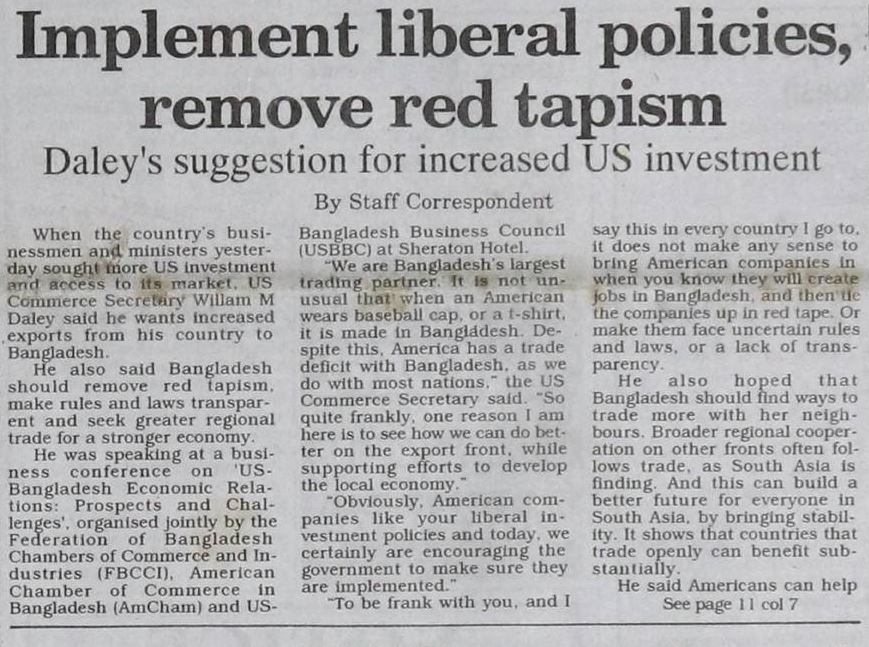 Implement liberal policies,
remove red tapism
Daley's suggestion for increased US investment
By Staff Correspondent
When the country's busi-
nessmen and ministers yester-
day sought more US investment
and access to its market, US
Commerce Secretary Willam M
Daley said he wants increased
exports from his country to
Bangladesh.
He also said Bangladesh
should remove red tapism,
make rules and laws transpar-
ent and seek greater regional
trade for a stronger economy.
He was speaking at a busi-
ness conference on 'US-
Bangladesh Economic Rela-
tions: Prospects and Chal-
lenges', organised jointly by the
Federation of Bangladesh
Chambers of Commerce and In-
dustries (FBCCI), American
Chamber of Commerce in
Bangladesh (AmCham) and US-
Bangladesh Business Council
(USBBC) at Sheraton Hotel.
"We are Bangladesh's largest
trading partner. It is not un-
usual that when an American
wears baseball cap, or a t-shirt,
it is made in Bangladesh. De-
spite this, America has a trade
deficit with Bangladesh, as we
do with most nations," the US
Commerce Secretary said. "So
quite frankly, one reason I am
here is to see how we can do bet-
ter on the export front, while
supporting efforts to develop
the local economy."
"Obviously, American com-
panies like your liberal in-
vestment policies and today, we
certainly are encouraging the
government to make sure they
are implemented."
"To be frank with you, and I
say this in every country I go to,
it does not make any sense to
bring American companies in
when you know they will create
jobs in Bangladesh, and then tie
the companies up in red tape. Or
make them face uncertain rules
and laws, or a lack of trans-
parency.
He also hoped that
Bangladesh should find ways to
trade more with her neigh-
bours. Broader regional cooper-
ation on other fronts often fol-
lows trade, as South Asia is
finding. And this can build a
better future for everyone in
South Asia, by bringing stabil-
ity. It shows that countries that
trade openly can benefit sub-
stantially.
He said Americans can help
See page 11 col 7